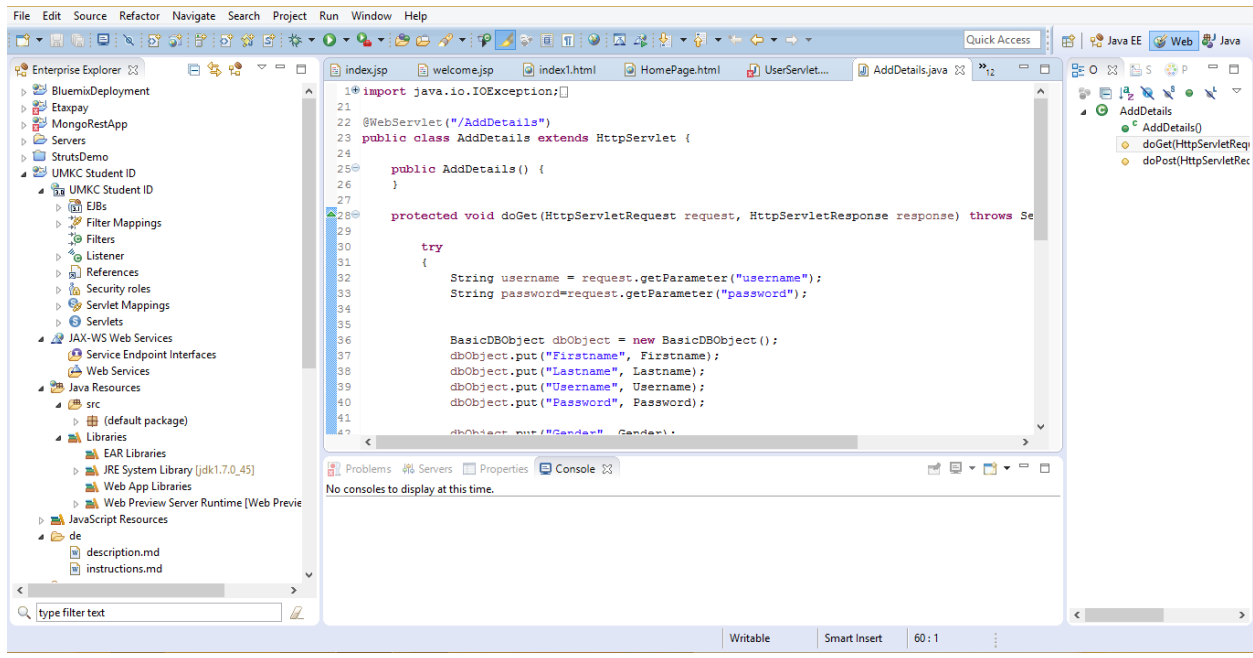 File Edit Source Refactor Navigate Search Project Run Window Help
Quick Access
Java EE
Web
Java
Enterprise Explorer
BluemixDeployment
Etaxpay
MongoRestApp
Servers
StrutsDemo
UMKC Student ID
UMKC Student ID
EJBs
Filter Mappings
Filters
Listener
References
Security roles
Servlet Mappings
Servlets
JAX-WS Web Services
Service Endpoint Interfaces
Web Services
Java Resources
src
(default package)
Libraries
EAR Libraries
JRE System Library [jdk1.7.0_45]
Web App Libraries
Web Preview Server Runtime [Web Previe
JavaScript Resources
de
description.md
instructions.md
type filter text
index.jsp welcome.jsp index1.html HomePage.html UserServlet.... AddDetails.java »12
1 import java.io.IOException;
21
22 @WebServlet("/AddDetails")
23 public class AddDetails extends HttpServlet {
24
25 public AddDetails() {
26 }
27
28 protected void doGet(HttpServletRequest request, HttpServletResponse response) throws Se
29
30 try
31 {
32 String username = request.getParameter("username");
33 String password=request.getParameter("password");
34
35
36 BasicDBObject dbObject = new BasicDBObject();
37 dbObject.put("Firstname", Firstname);
38 dbObject.put("Lastname", Lastname);
39 dbObject.put("Username", Username);
40 dbObject.put("Password", Password);
41
42 dbObject.put("Gender", Gender);
Problems Servers Properties Console
No consoles to display at this time.
O S P
AddDetails
AddDetails()
doGet(HttpServletRequ
doPost(HttpServletRec
Writable Smart Insert 60 : 1